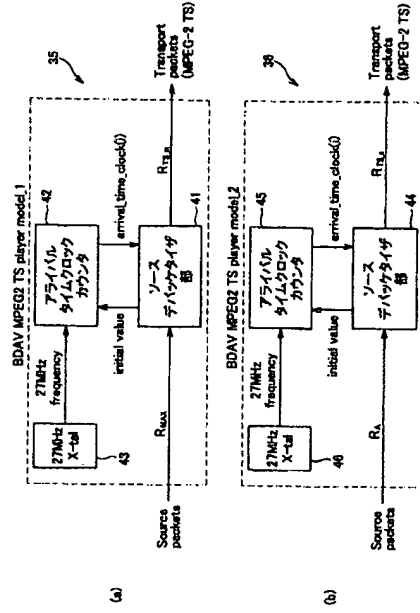 (a)
BDAV MPEG2 TS player model_1
35
27MHz
X-tal
43
27MHz
frequency
アライバル
タイムクロック
カウンタ
42
initial value
arrival_time_clock(i)
Source
packets
RMAX
ソース
デパケッタイザ
部
41
RTS_n
Transport
packets
(MPEG-2 TS)
(b)
BDAV MPEG2 TS player model_2
27MHz
X-tal
46
27MHz
frequency
アライバル
タイムクロック
カウンタ
45
initial value
arrival_time_clock(i)
Source
packets
RA
ソース
デパケッタイザ
部
44
Transport
packets
(MPEG-2 TS)